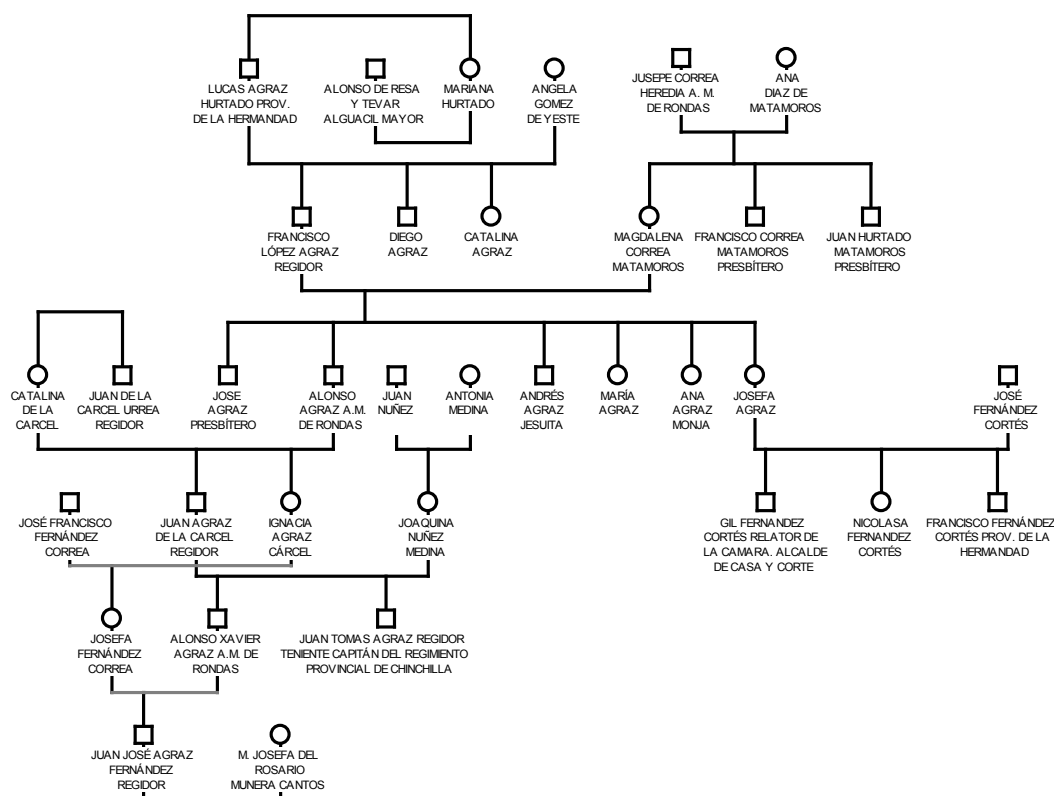 LUCAS AGRAZ
HURTADO PROV.
DE LA HERMANDAD
ALONSO DE RESA
Y TEVAR
ALGUACIL MAYOR
MARIANA
HURTADO
ANGELA
GOMEZ
DE YESTE
JUSEPE CORREA
HEREDIA A. M.
DE RONDAS
ANA
DIAZ DE
MATAMOROS
FRANCISCO
LÓPEZ AGRAZ
REGIDOR
DIEGO
AGRAZ
CATALINA
AGRAZ
MAGDALENA
CORREA
MATAMOROS
FRANCISCO CORREA
MATAMOROS
PRESBÍTERO
JUAN HURTADO
MATAMOROS
PRESBÍTERO
CATALINA
DE LA
CARCEL
JUAN DE LA
CARCEL URREA
REGIDOR
JOSE
AGRAZ
PRESBÍTERO
ALONSO
AGRAZ A.M.
DE RONDAS
JUAN
NUÑEZ
ANTONIA
MEDINA
ANDRÉS
AGRAZ
JESUITA
MARÍA
AGRAZ
ANA
AGRAZ
MONJA
JOSEFA
AGRAZ
JOSÉ
FERNÁNDEZ
CORTÉS
JOSÉ FRANCISCO
FERNÁNDEZ
CORREA
JUAN AGRAZ
DE LA CARCEL
REGIDOR
IGNACIA
AGRAZ
CÁRCEL
JOAQUINA
NUÑEZ
MEDINA
GIL FERNANDEZ
CORTÉS RELATOR DE
LA CAMARA. ALCALDE
DE CASA Y CORTE
NICOLASA
FERNANDEZ
CORTÉS
FRANCISCO FERNÁNDEZ
CORTÉS PROV. DE LA
HERMANDAD
JOSEFA
FERNÁNDEZ
CORREA
ALONSO XAVIER
AGRAZ A.M. DE
RONDAS
JUAN TOMAS AGRAZ REGIDOR
TENIENTE CAPITÁN DEL REGIMIENTO
PROVINCIAL DE CHINCHILLA
JUAN JOSÉ AGRAZ
FERNÁNDEZ
REGIDOR
M. JOSEFA DEL
ROSARIO
MUNERA CANTOS